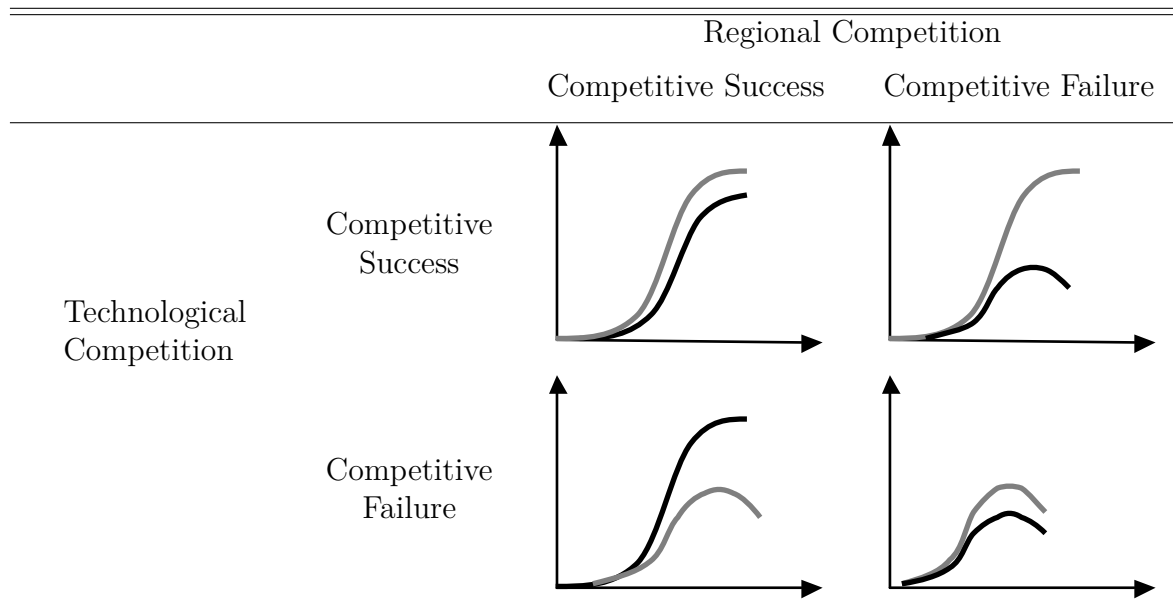 Regional Competition
Competitive Success
Competitive Failure
Competitive
Success
Technological
Competition
Competitive
Failure